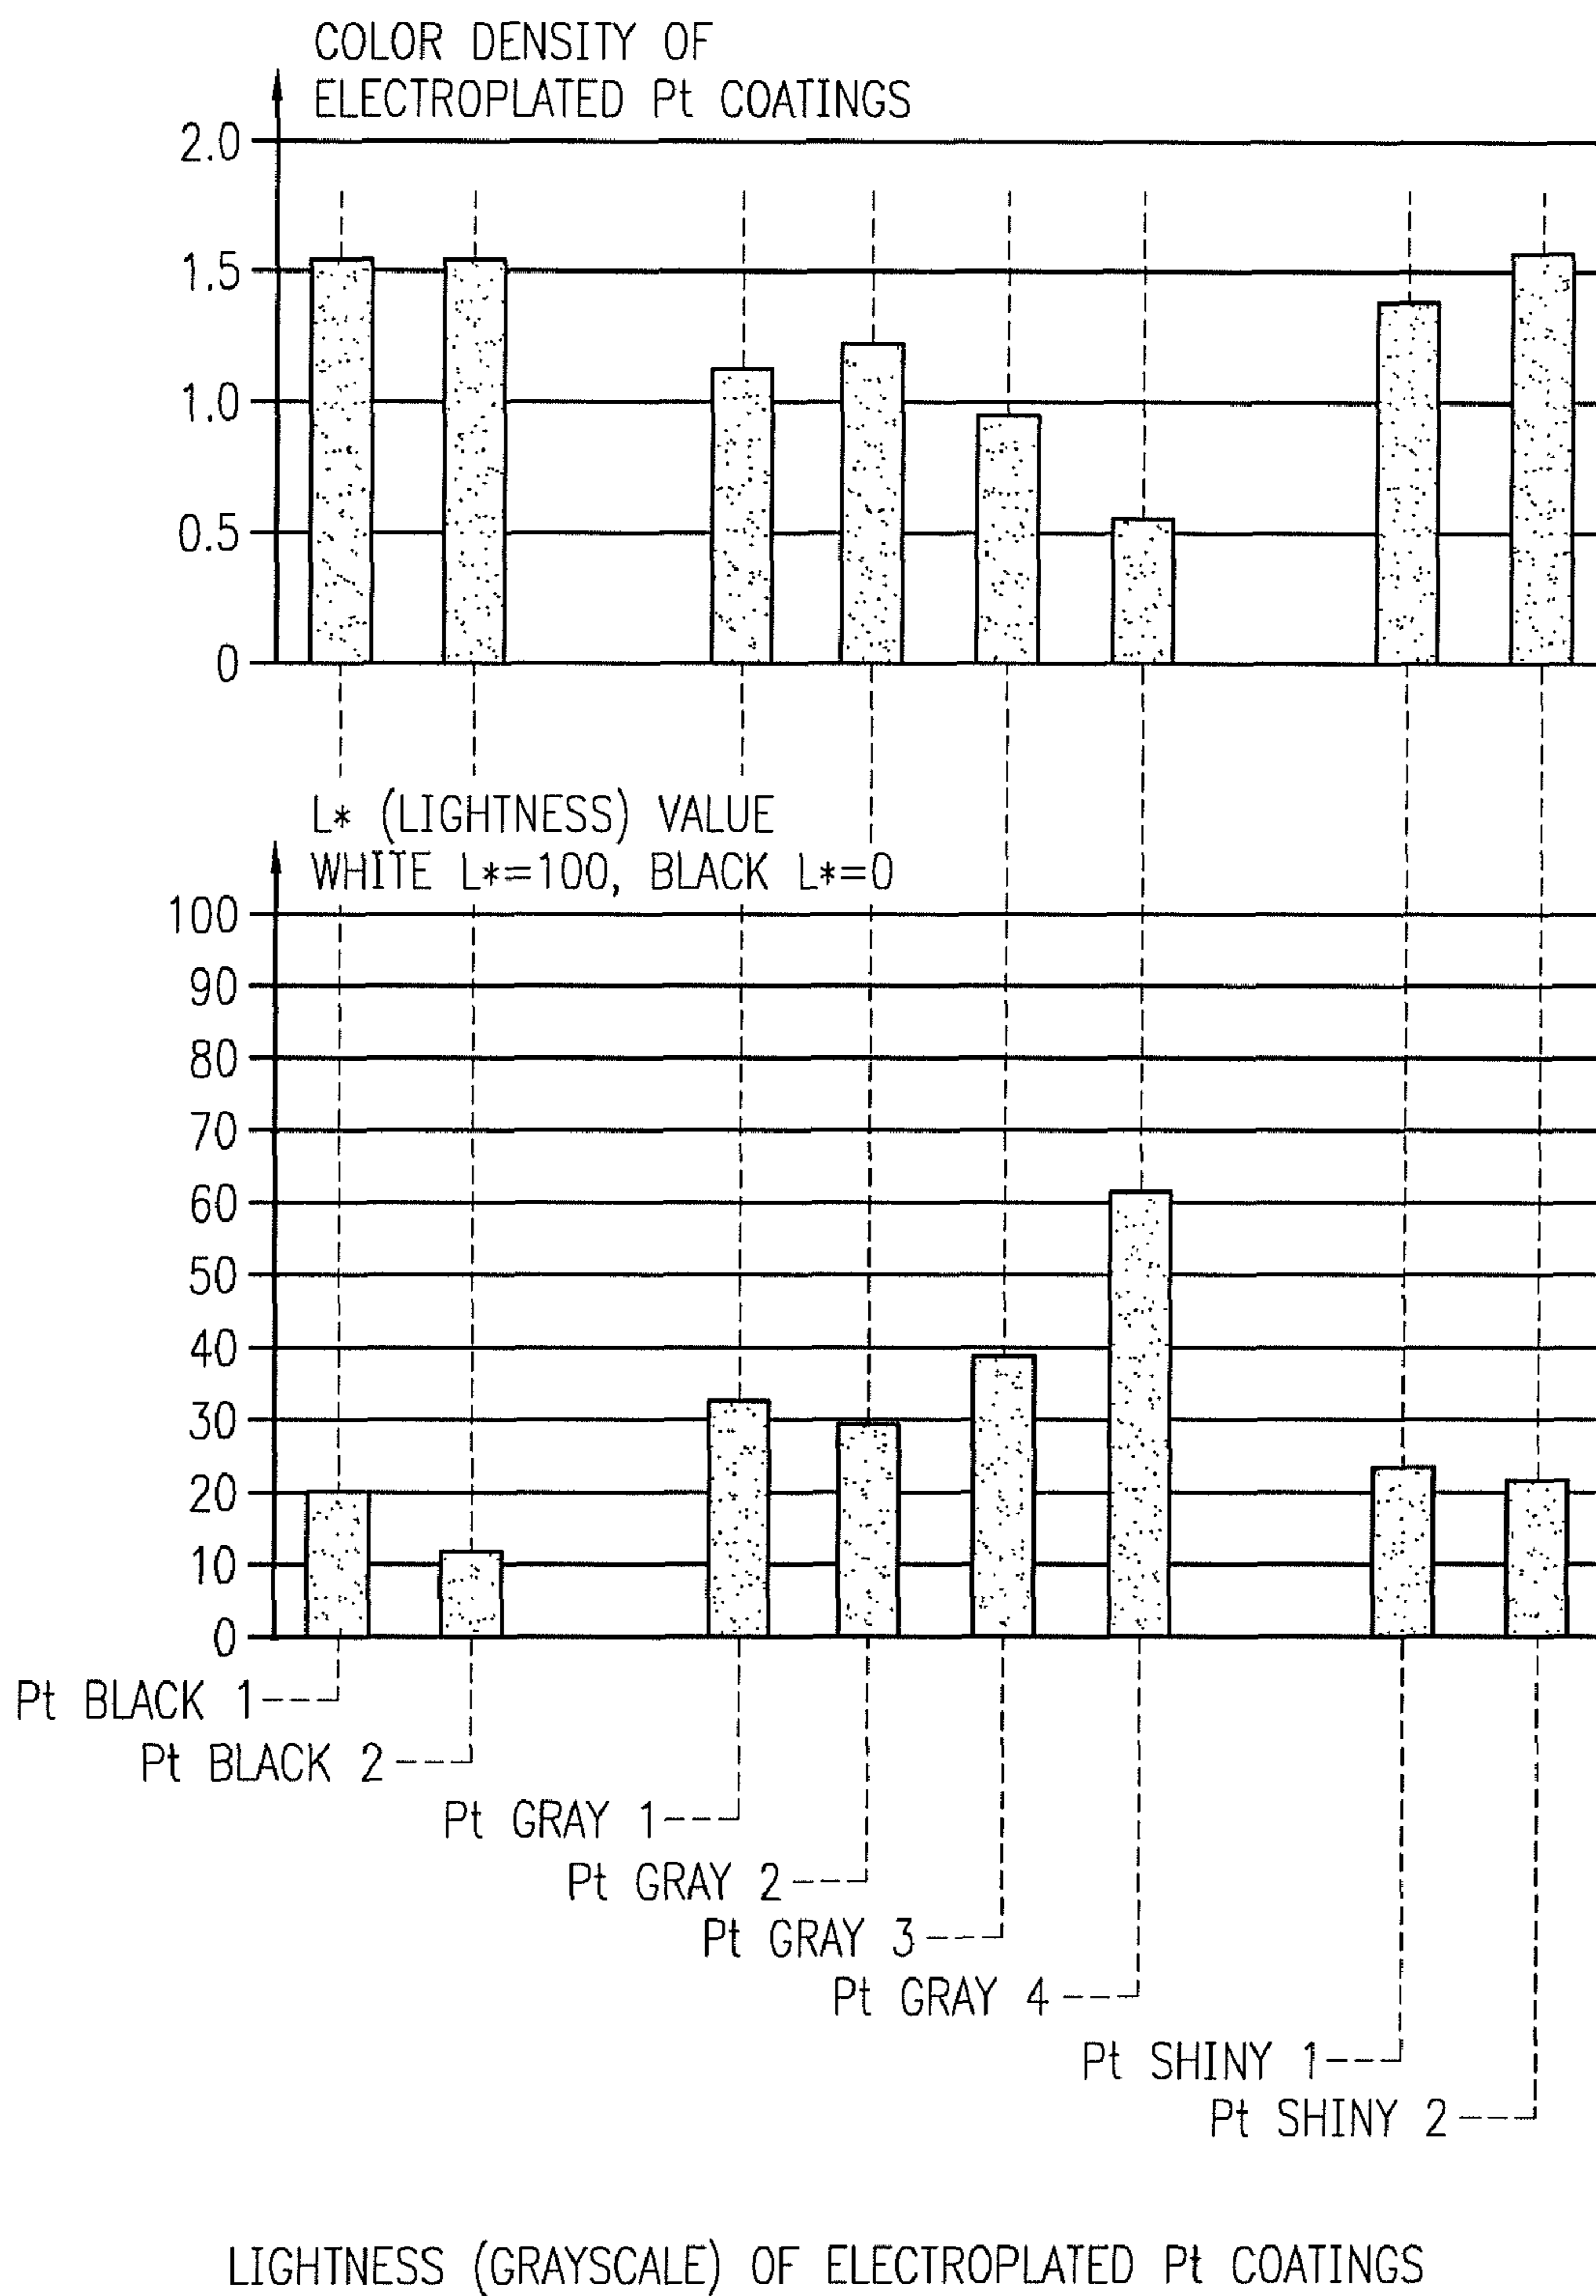 COLOR DENSITY OF
ELECTROPLATED Pt COATINGS
2.0
1.5
1.0
0.5
0
L* (LIGHTNESS) VALUE
WHITE L*=100, BLACK L*=0
100
90
80
70
60
50
40
30
20
10
0
Pt BLACK 1
Pt BLACK 2
Pt GRAY 1
Pt GRAY 2
Pt GRAY 3
Pt GRAY 4
Pt SHINY 1
Pt SHINY 2
LIGHTNESS (GRAYSCALE) OF ELECTROPLATED Pt COATINGS